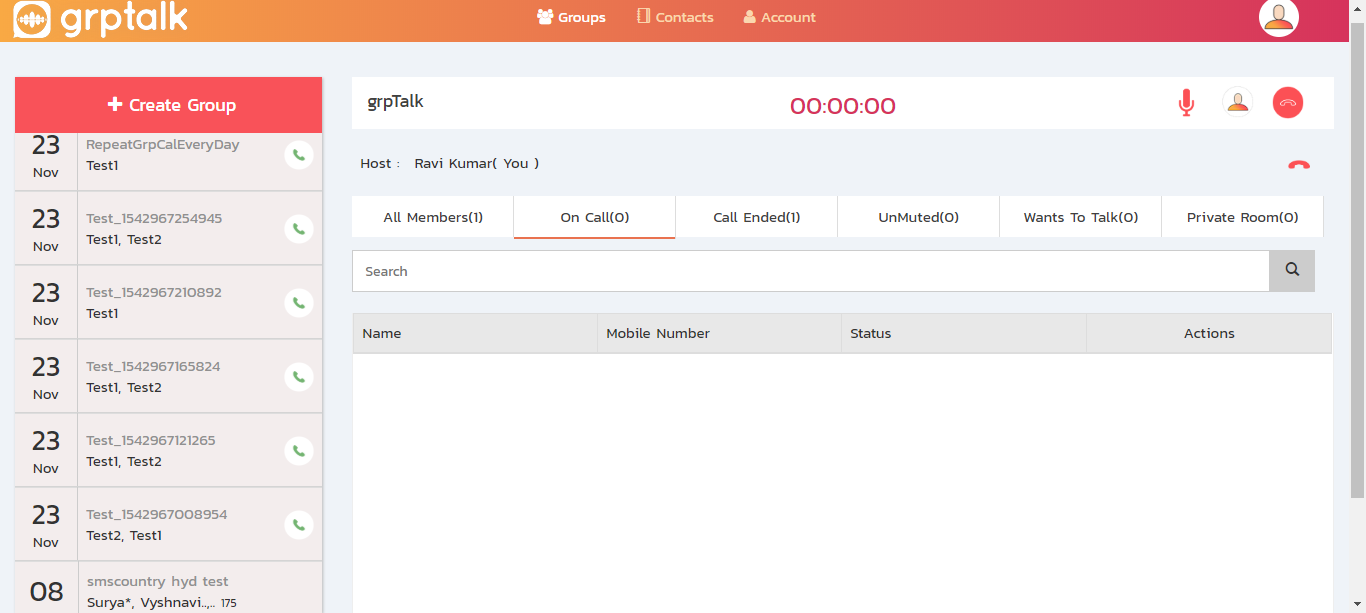 grptalk
Groups Contacts Account
Create Group
23 Nov RepeatGrpCalEveryDay
Test1
23 Nov Test_1542967254945
Test1, Test2
23 Nov Test_1542967210892
Test1
23 Nov Test_1542967165824
Test1, Test2
23 Nov Test_1542967121265
Test1, Test2
23 Nov Test_1542967008954
Test2, Test1
08 smscountry hyd test
Surya*, Vyshnavi..,.. 175
grpTalk 00:00:00
Host : Ravi Kumar( You )
All Members(1) On Call(0) Call Ended(1) UnMuted(0) Wants To Talk(0) Private Room(0)
Search
Name Mobile Number Status Actions